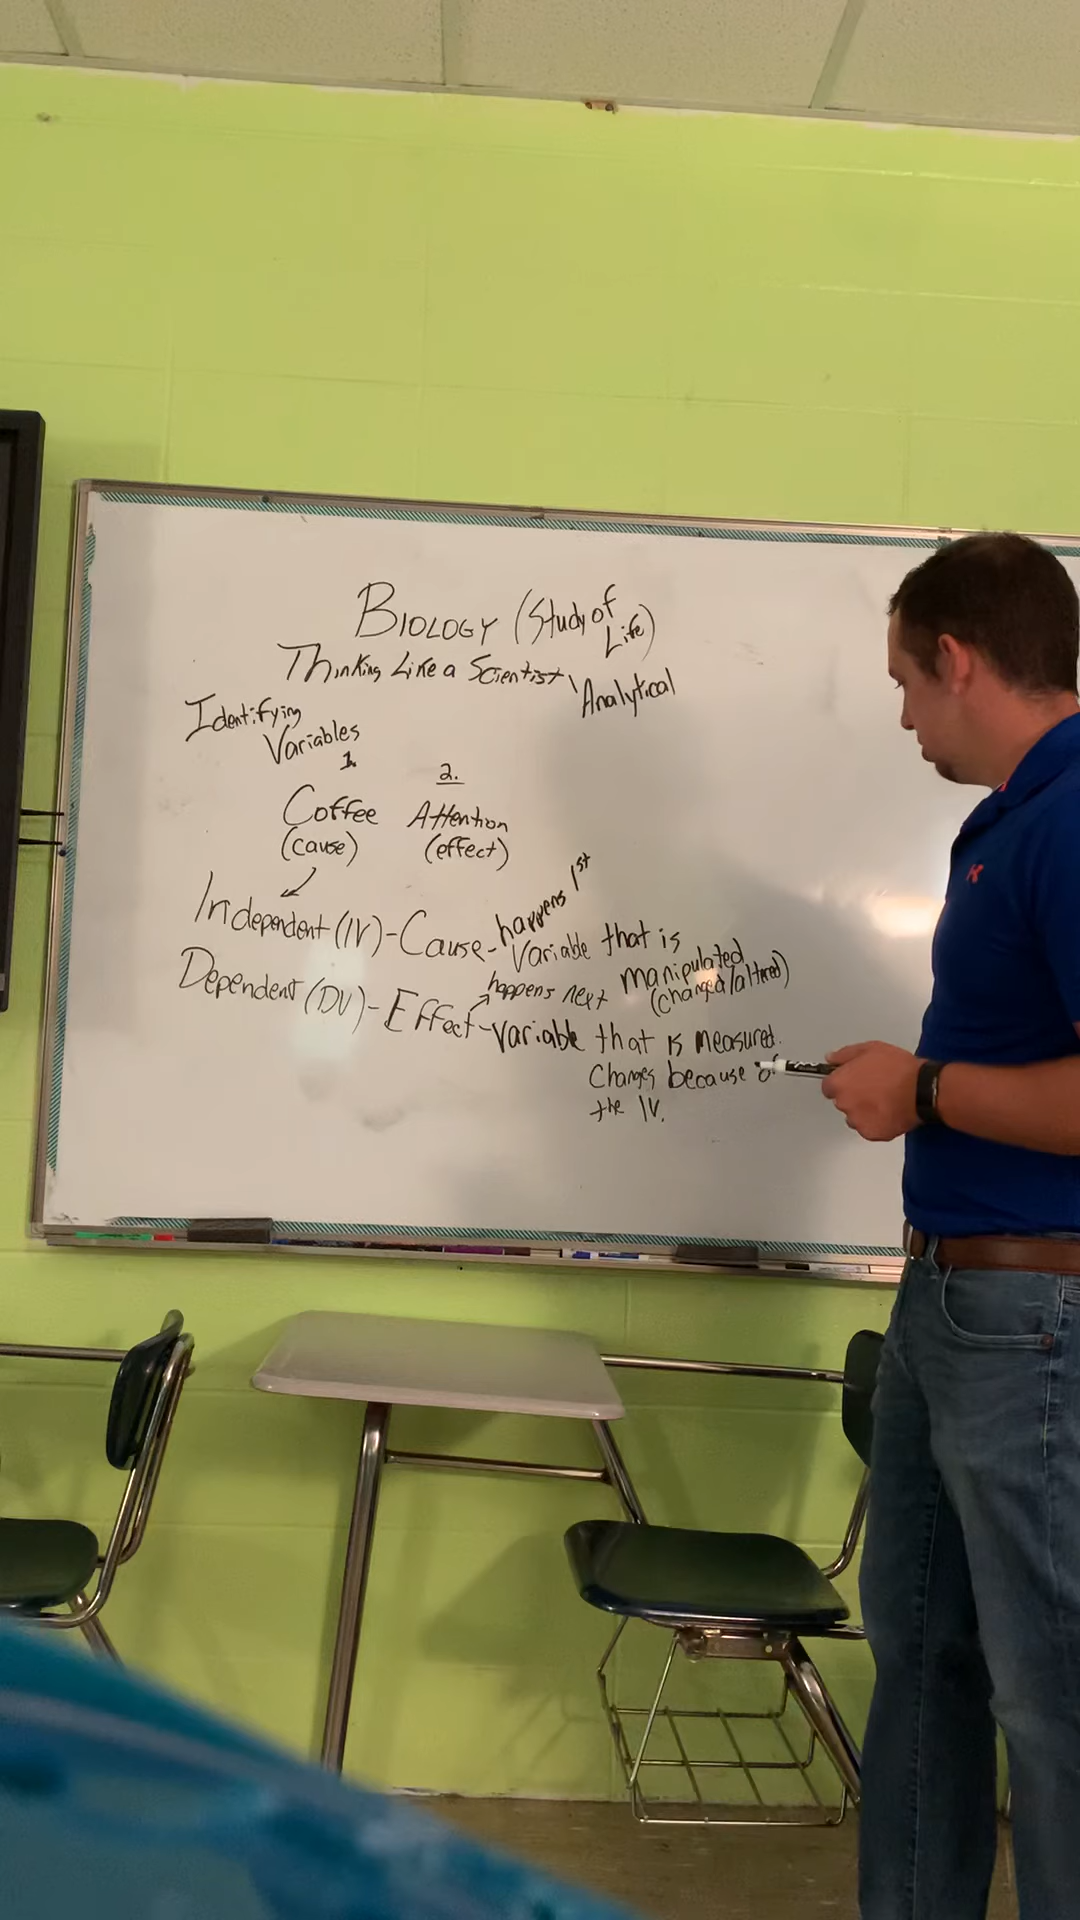 BIOLOGY (Study of
Life)
Thinking Like a Scientist
Analytical
Identifying
Variables
1.
2.
Coffee Attention
(cause) (effect)
happens 1st
Independent (IV) - Cause - Variable that is
manipulated
(changed/altered)
happens next
Dependent (DV) - Effect - variable that is measured.
Changes because of
the IV.